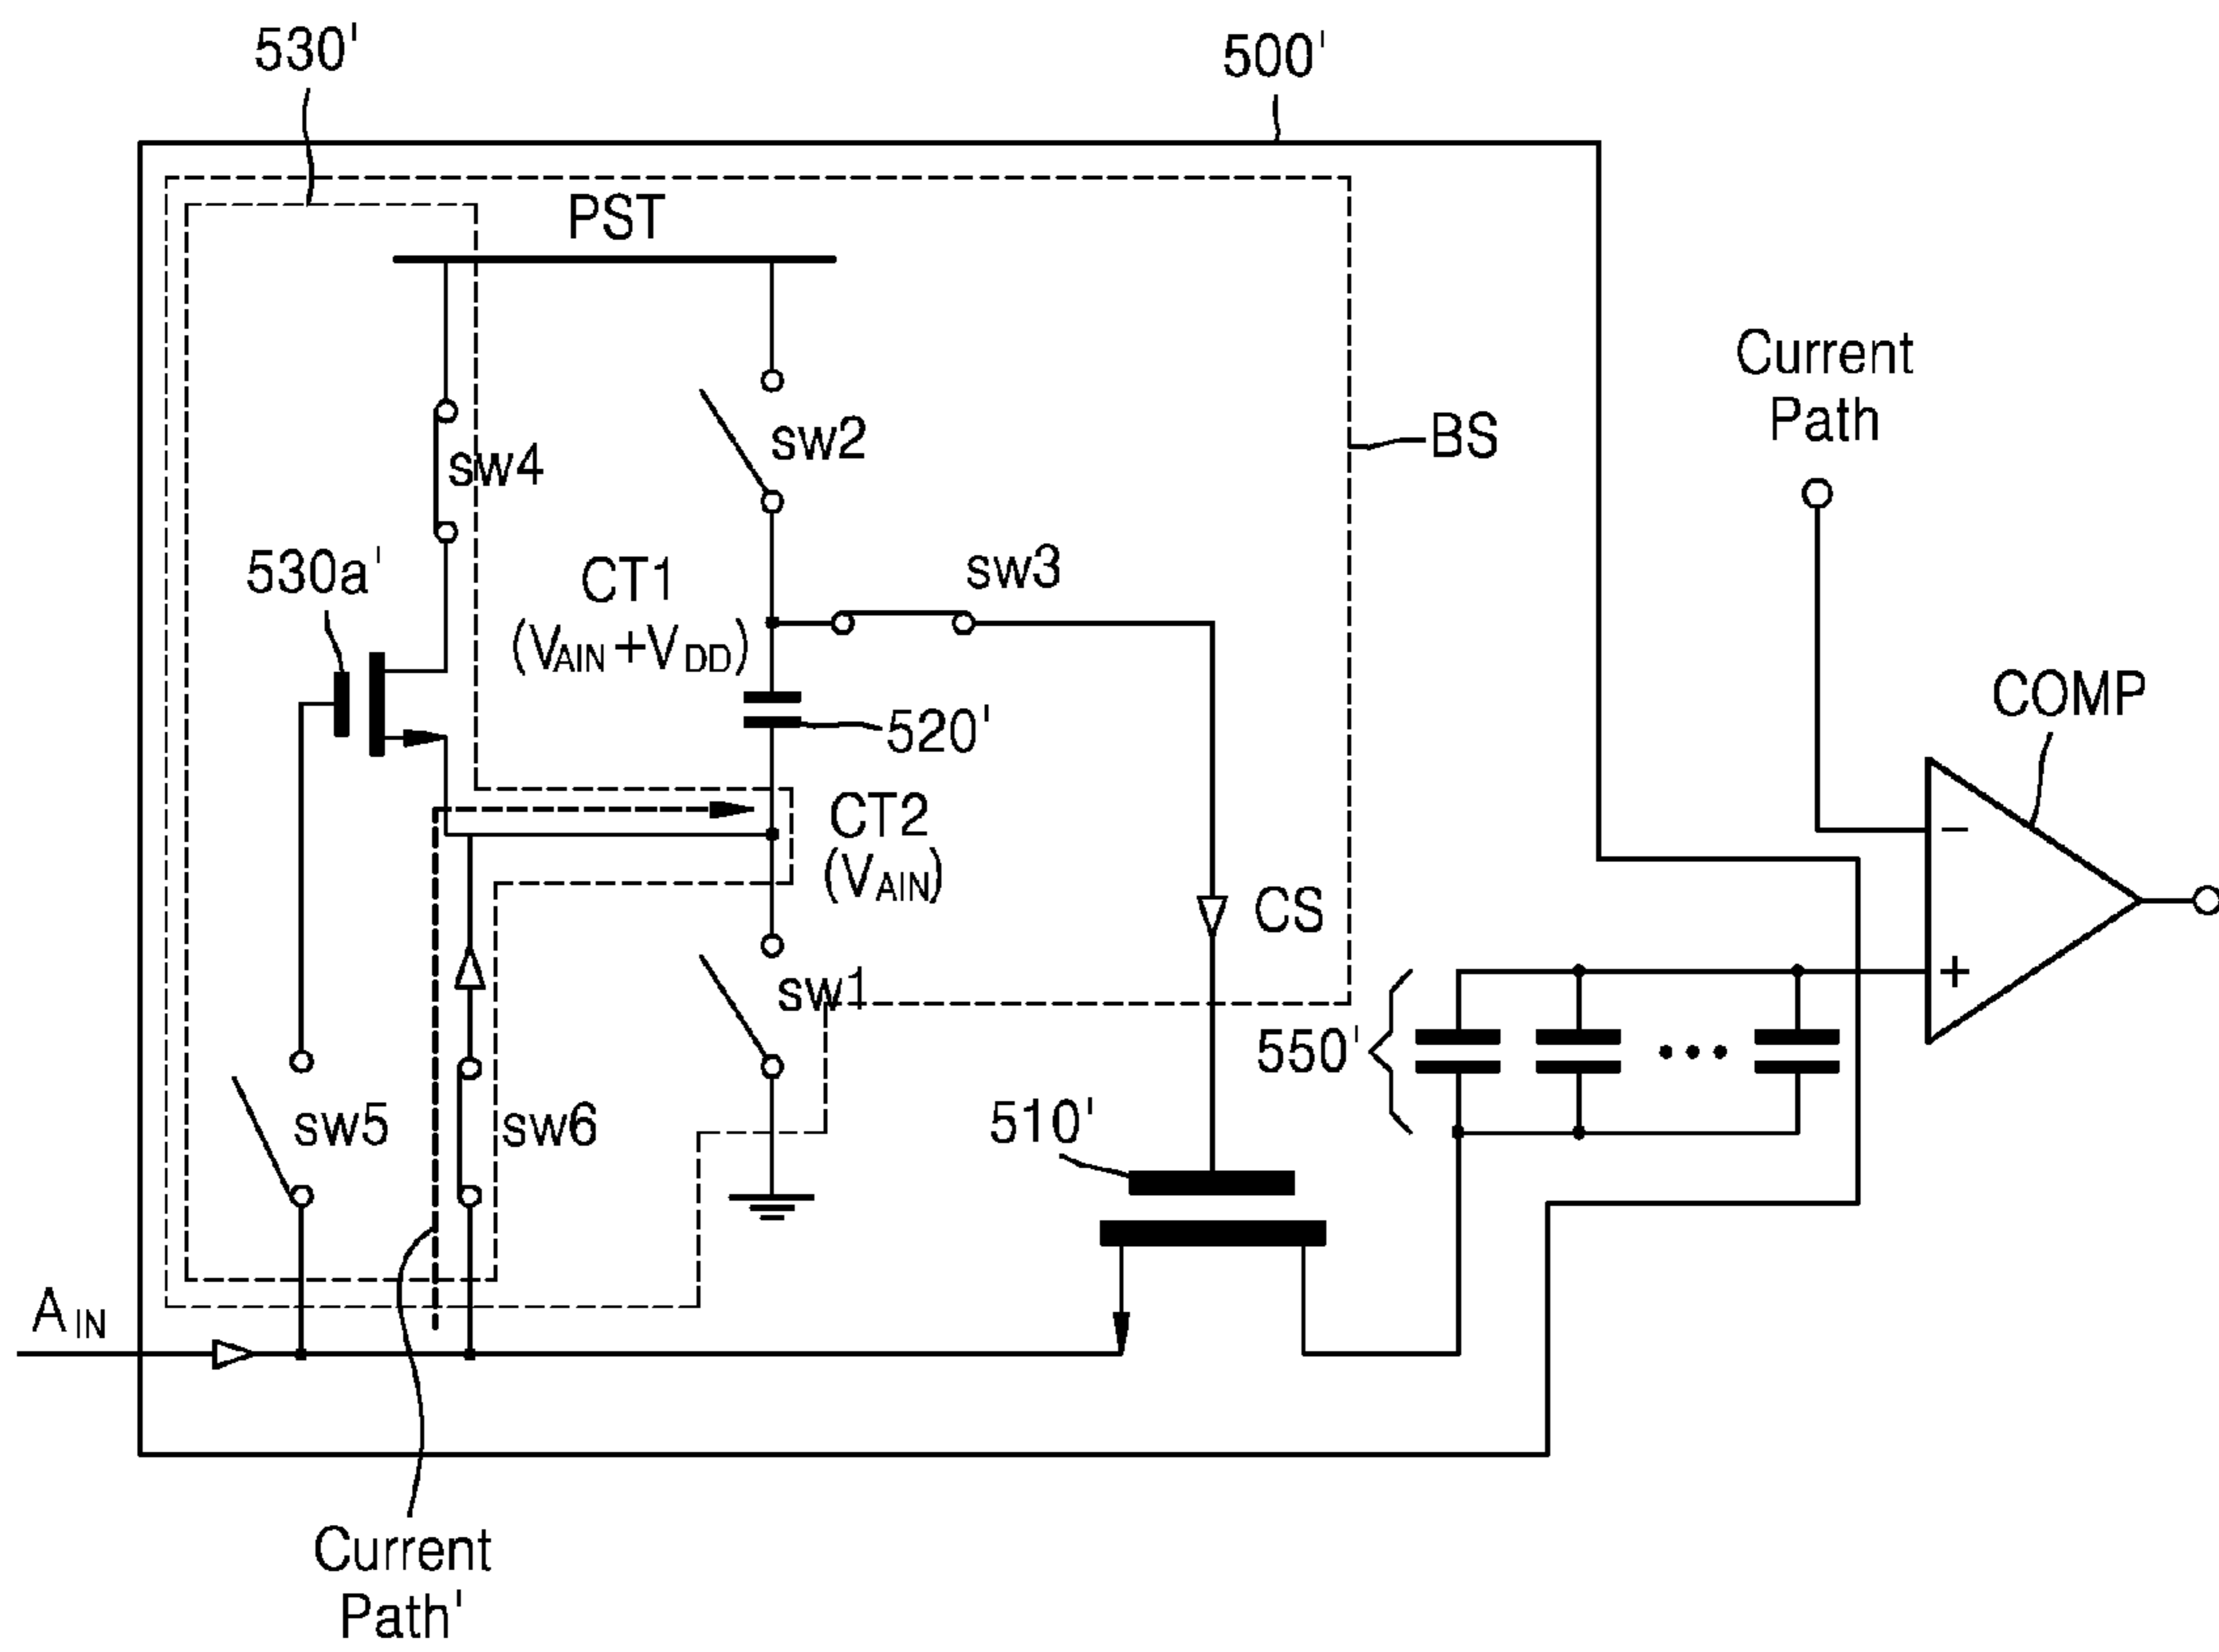 530'
500'
PST
BS
sw4
sw2
Current
Path
530a'
CT1
(VAIN+VDD)
sw3
520'
COMP
CT2
(VAIN)
CS
−
+
sw1
550'
510'
sw5
sw6
AIN
Current
Path'